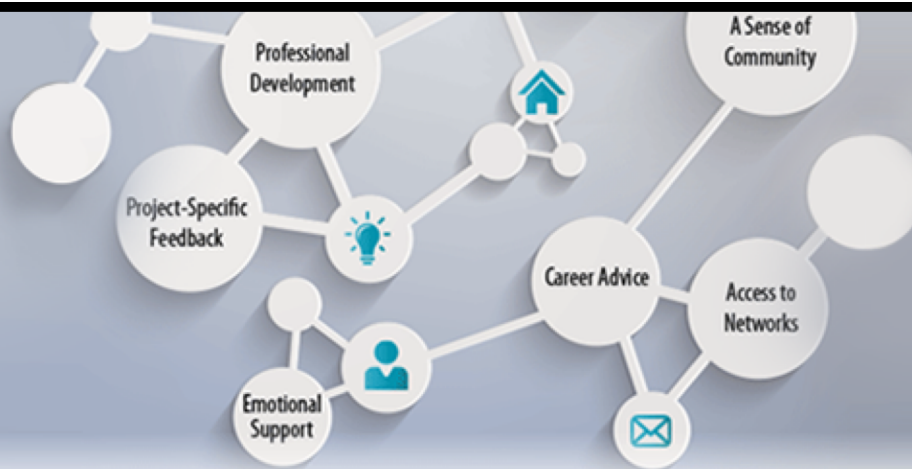 Professional
Development
A Sense of
Community
Project-Specific
Feedback
Career Advice
Access to
Networks
Emotional
Support